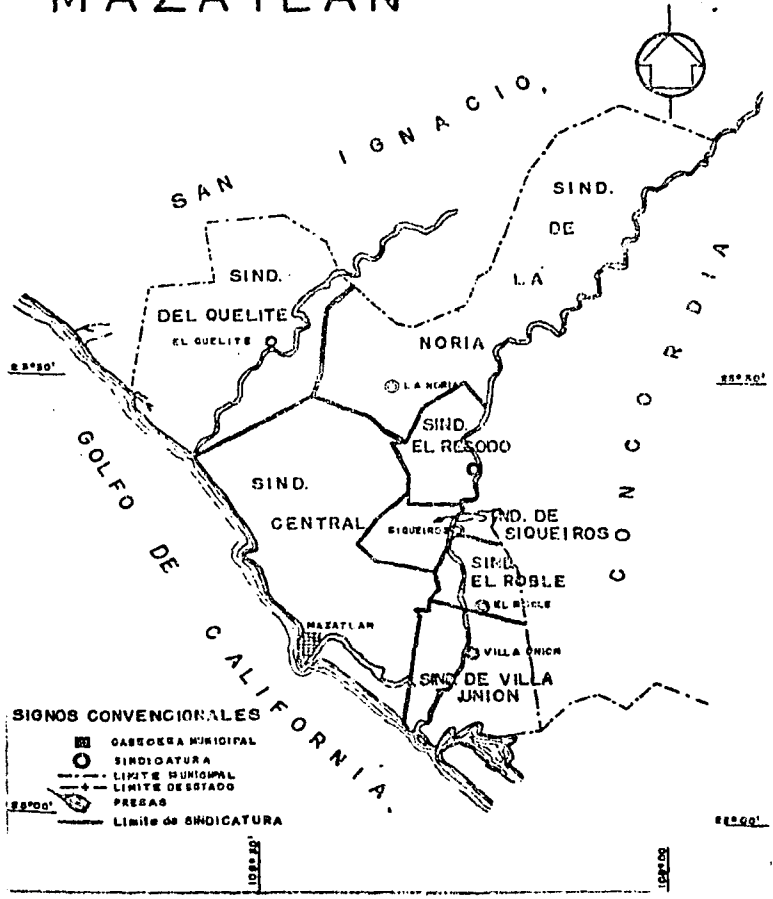 MAZATLAN
SAN IGNACIO,
SIND.
DE
LA
NORIA
SIND.
DEL QUELITE
EL QUELITE
LA NORIA
CONCORDIA
SIND.
EL RESODO
GOLFO DE CALIFORNIA.
SIND.
CENTRAL
SIQUEIROS
SIND. DE
SIQUEIROS
SIND.
EL ROBLE
EL ROBLE
MAZATLAN
VILLA UNION
SIND. DE VILLA
UNION
SIGNOS CONVENCIONALES
CABECERA MUNICIPAL
SINDICATURA
LIMITE MUNICIPAL
LIMITE DE ESTADO
PRESAS
Limite de SINDICATURA